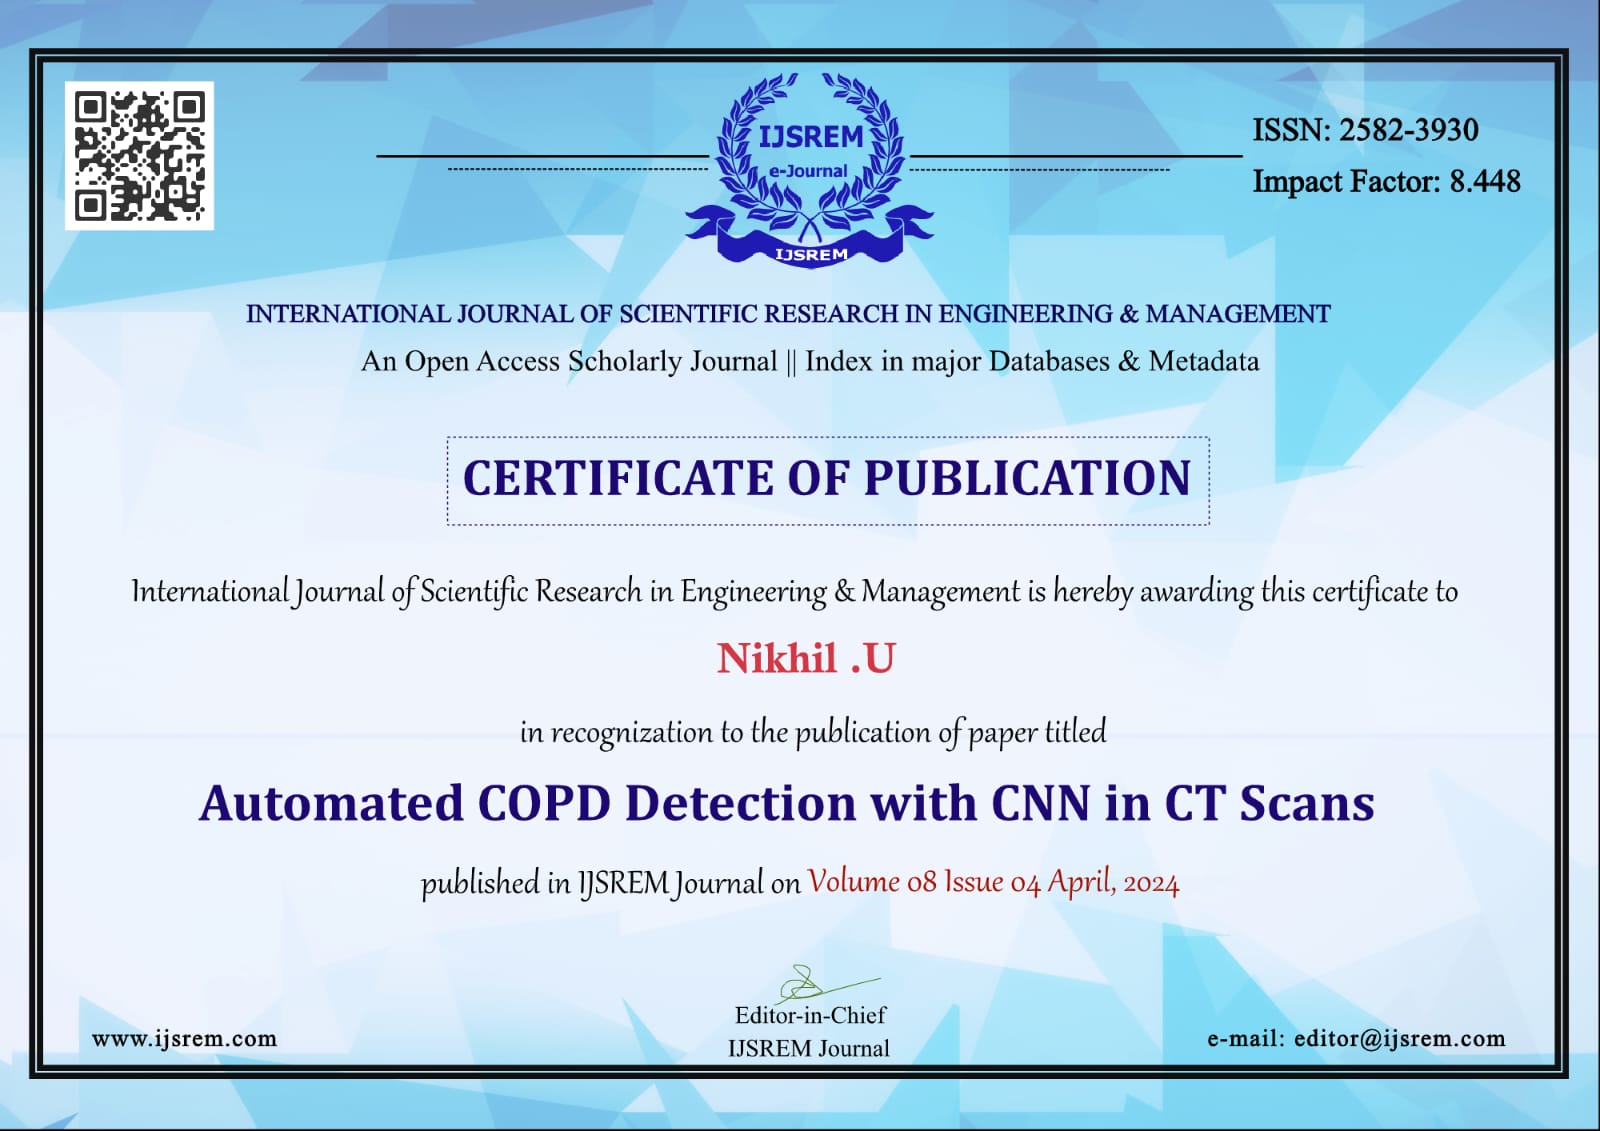 IJSREM
e-Journal
IJSREM
ISSN: 2582-3930
Impact Factor: 8.448
INTERNATIONAL JOURNAL OF SCIENTIFIC RESEARCH IN ENGINEERING & MANAGEMENT
An Open Access Scholarly Journal || Index in major Databases & Metadata
CERTIFICATE OF PUBLICATION
International Journal of Scientific Research in Engineering & Management is hereby awarding this certificate to
Nikhil .U
in recognization to the publication of paper titled
Automated COPD Detection with CNN in CT Scans
published in IJSREM Journal on Volume 08 Issue 04 April, 2024
Editor-in-Chief
IJSREM Journal
www.ijsrem.com
e-mail: editor@ijsrem.com